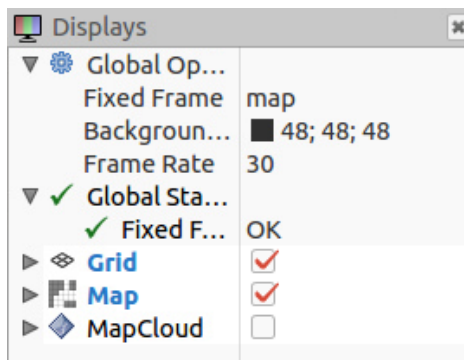 Displays
Global Op...
Fixed Frame map
Backgroun... 48; 48; 48
Frame Rate 30
Global Sta...
Fixed F... OK
Grid
Map
MapCloud